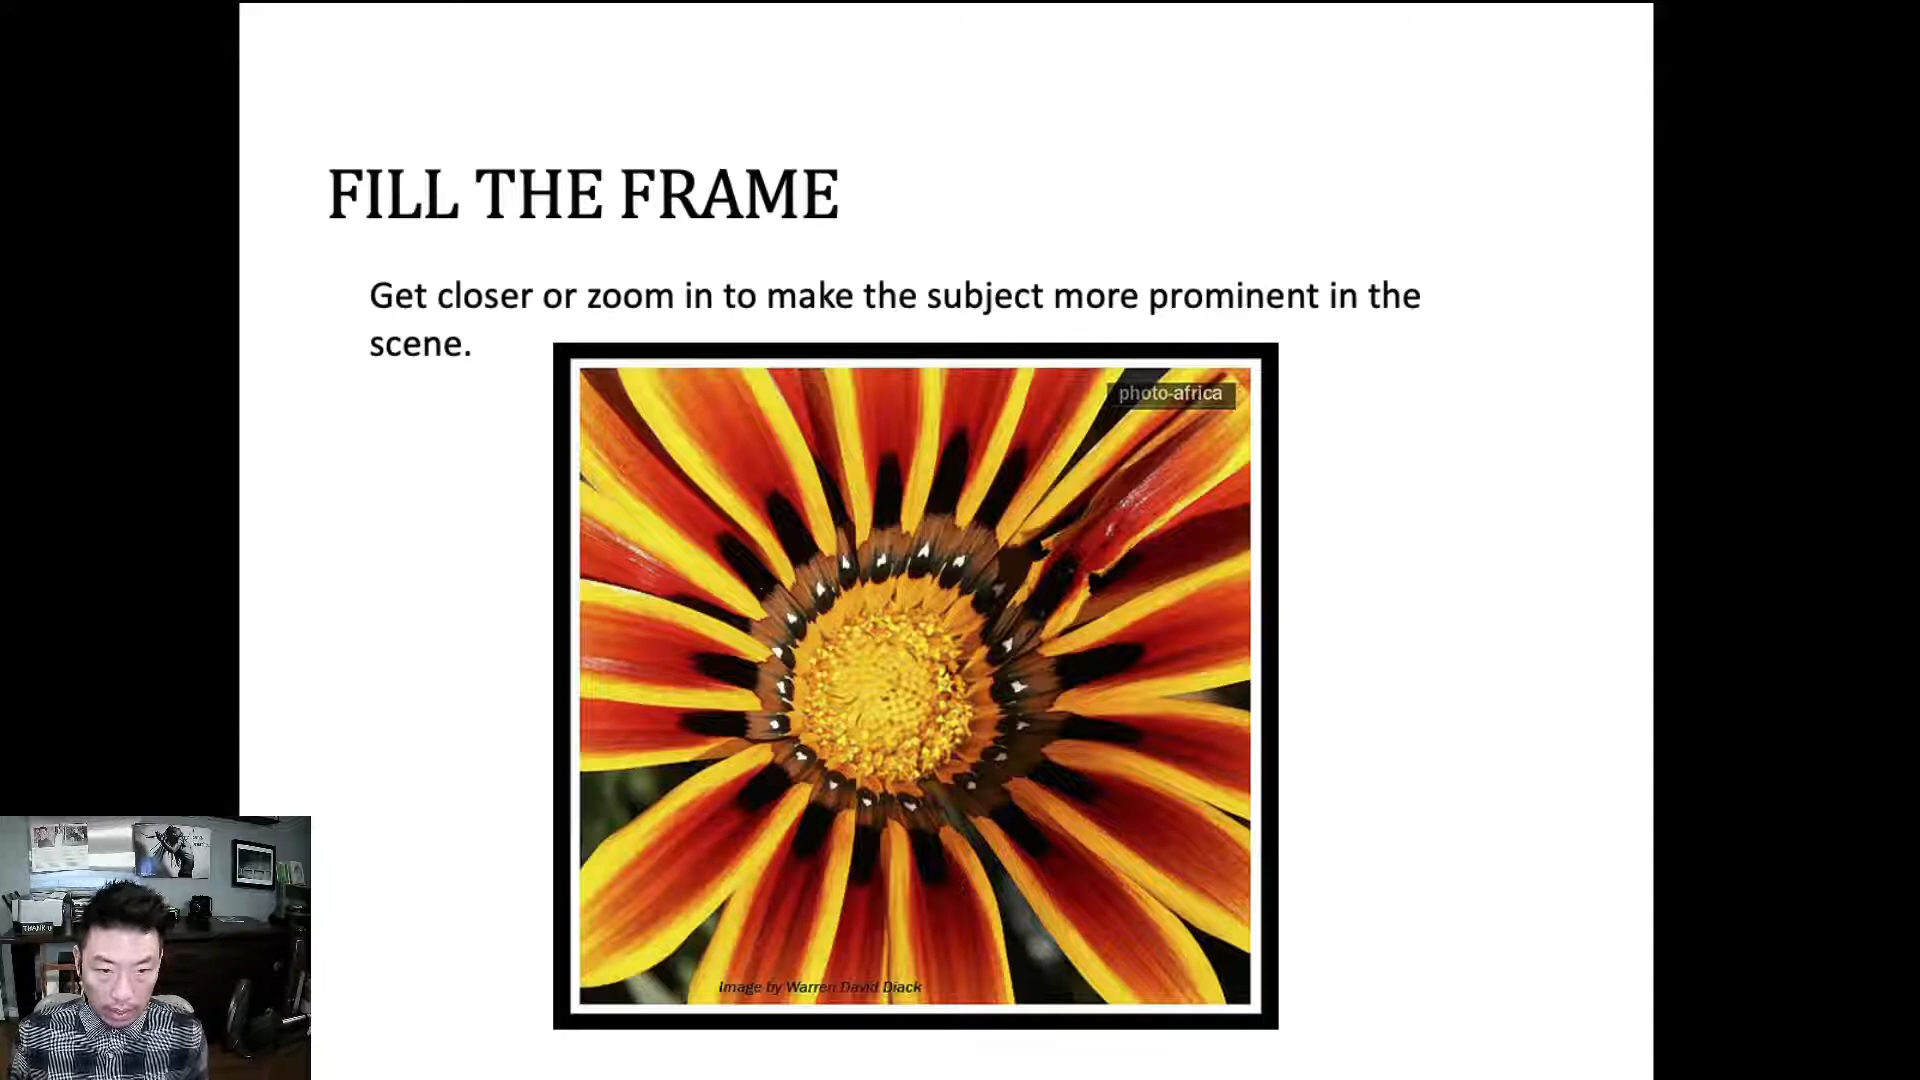 FILL THE FRAME
Get closer or zoom in to make the subject more prominent in the
scene.
photo-africa
Image by Warren David Diack
THANK U